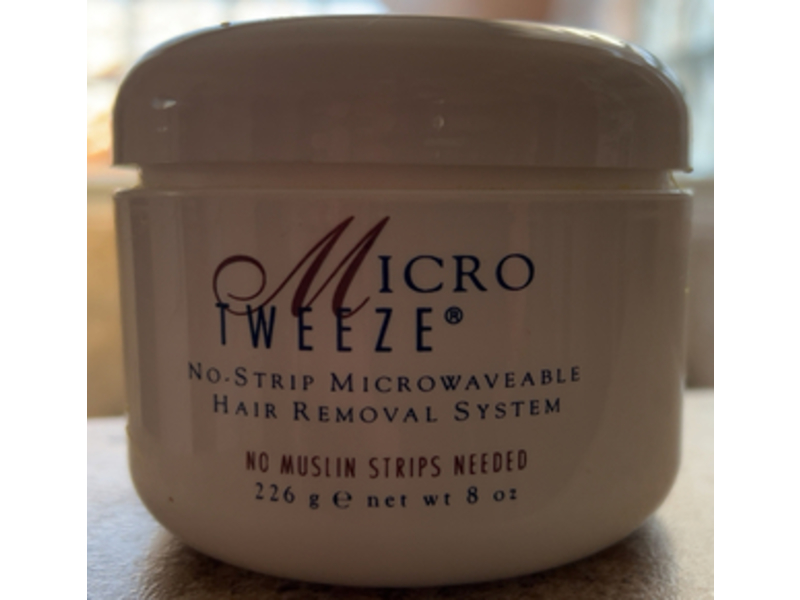 MICRO
TWEEZE®
NO-STRIP MICROWAVEABLE
HAIR REMOVAL SYSTEM
NO MUSLIN STRIPS NEEDED
226 g ℮ net wt 8 oz